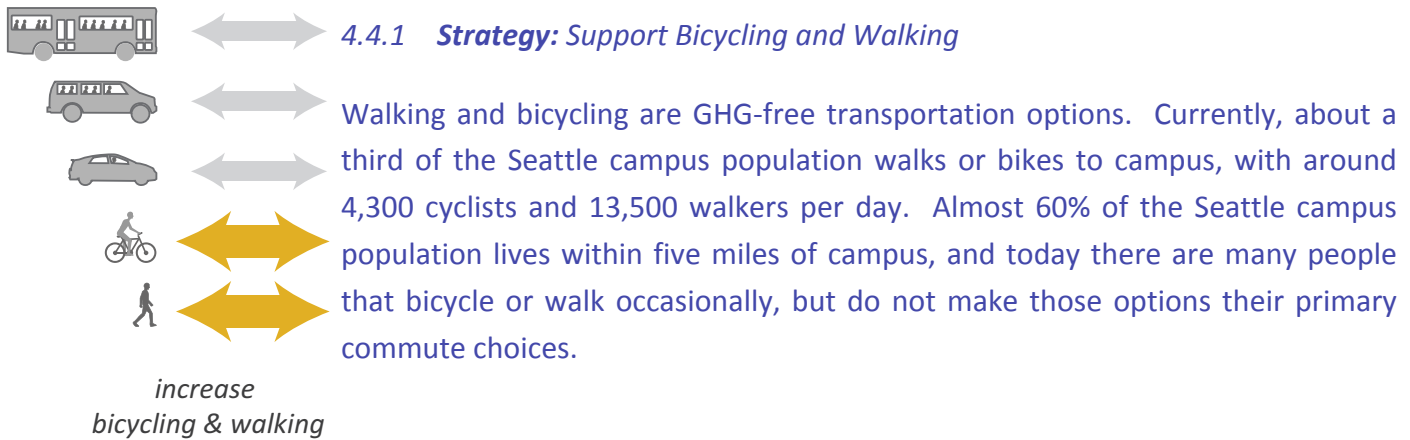 4.4.1 Strategy: Support Bicycling and Walking
Walking and bicycling are GHG-free transportation options. Currently, about a
third of the Seattle campus population walks or bikes to campus, with around
4,300 cyclists and 13,500 walkers per day. Almost 60% of the Seattle campus
population lives within five miles of campus, and today there are many people
that bicycle or walk occasionally, but do not make those options their primary
commute choices.
increase
bicycling & walking